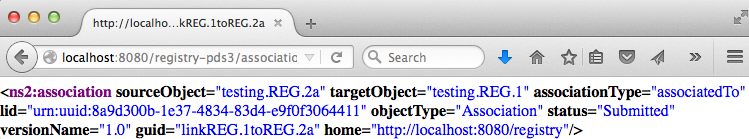 http://localho...kREG.1toREG.2a
localhost:8080/registry-pds3/associatic
Search
<ns2:association sourceObject="testing.REG.2a" targetObject="testing.REG.1" associationType="associatedTo"
lid="urn:uuid:8a9d300b-1e37-4834-83d4-e9f0f3064411" objectType="Association" status="Submitted"
versionName="1.0" guid="linkREG.1toREG.2a" home="http://localhost:8080/registry"/>